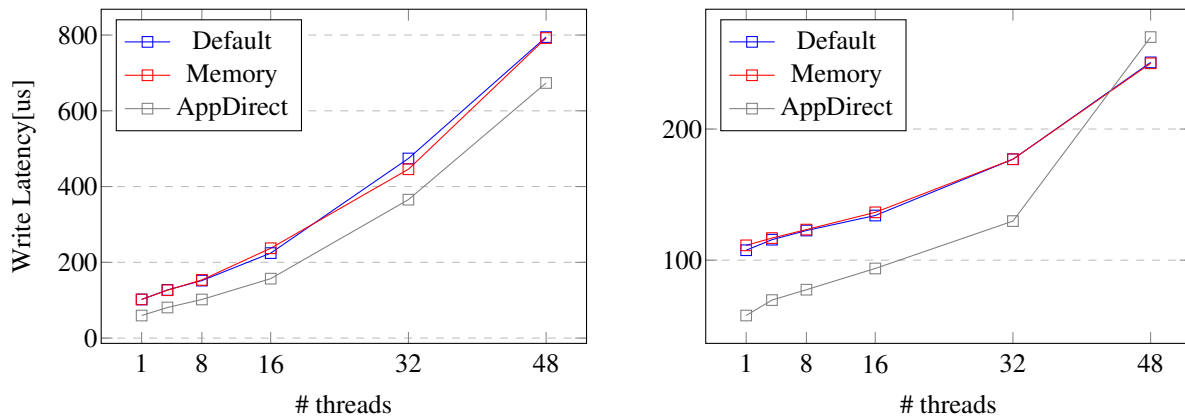 Write Latency[us]
800
600
400
200
0
Default
Memory
AppDirect
1 8 16 32 48
# threads
200
100
Default
Memory
AppDirect
1 8 16 32 48
# threads